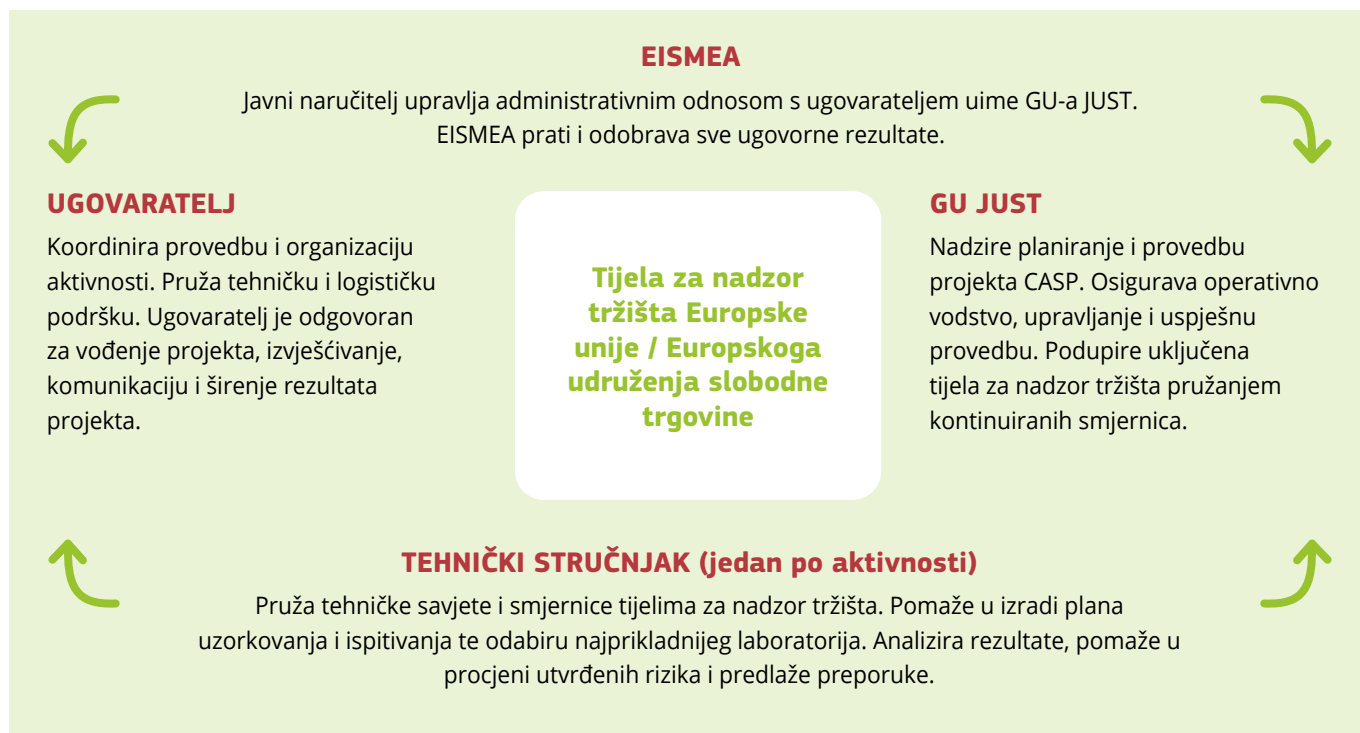 EISMEA
Javni naručitelj upravlja administrativnim odnosom s ugovarateljem uime GU-a JUST.
EISMEA prati i odobrava sve ugovorne rezultate.
UGOVARATELJ
Koordinira provedbu i organizaciju
aktivnosti. Pruža tehničku i logističku
podršku. Ugovaratelj je odgovoran
za vođenje projekta, izvješćivanje,
komunikaciju i širenje rezultata
projekta.
Tijela za nadzor
tržišta Europske
unije / Europskoga
udruženja slobodne
trgovine
GU JUST
Nadzire planiranje i provedbu
projekta CASP. Osigurava operativno
vodstvo, upravljanje i uspješnu
provedbu. Podupire uključena
tijela za nadzor tržišta pružanjem
kontinuiranih smjernica.
TEHNIČKI STRUČNJAK (jedan po aktivnosti)
Pruža tehničke savjete i smjernice tijelima za nadzor tržišta. Pomaže u izradi plana
uzorkovanja i ispitivanja te odabiru najprikladnijeg laboratorija. Analizira rezultate, pomaže u
procjeni utvrđenih rizika i predlaže preporuke.